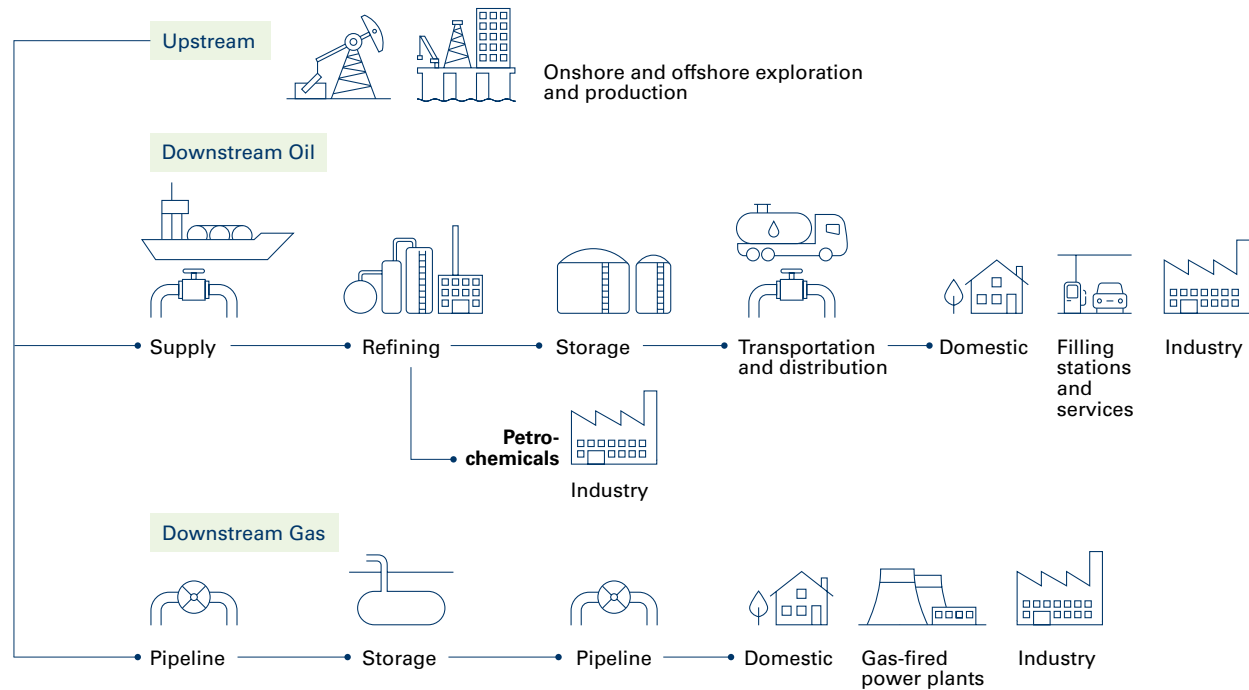 Upstream
Onshore and offshore exploration
and production
Downstream Oil
Supply
Refining
Storage
Transportation
and distribution
Domestic
Filling
stations
and
services
Industry
Petro-
chemicals
Industry
Downstream Gas
Pipeline
Storage
Pipeline
Domestic
Gas-fired
power plants
Industry